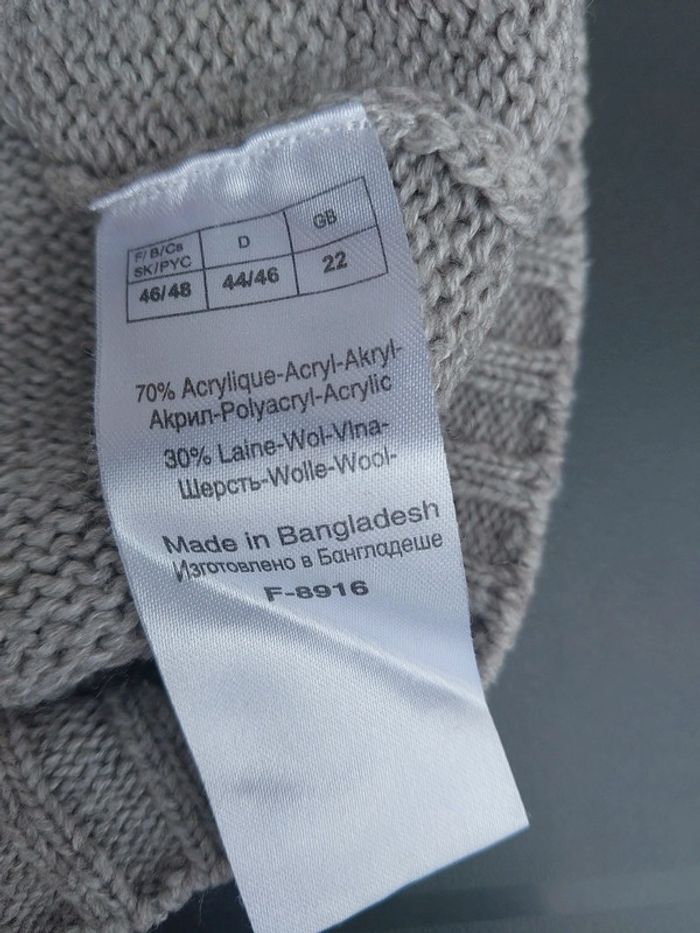 F/B/Cs D GB
SK/PYC
46/48 44/46 22
70% Acrylique-Acryl-Akryl-
Акрил-Polyacryl-Acrylic
30% Laine-Wol-Vlna-
Шерсть-Wolle-Wool-
Made in Bangladesh
Изготовлено в Бангладеше
F-8916